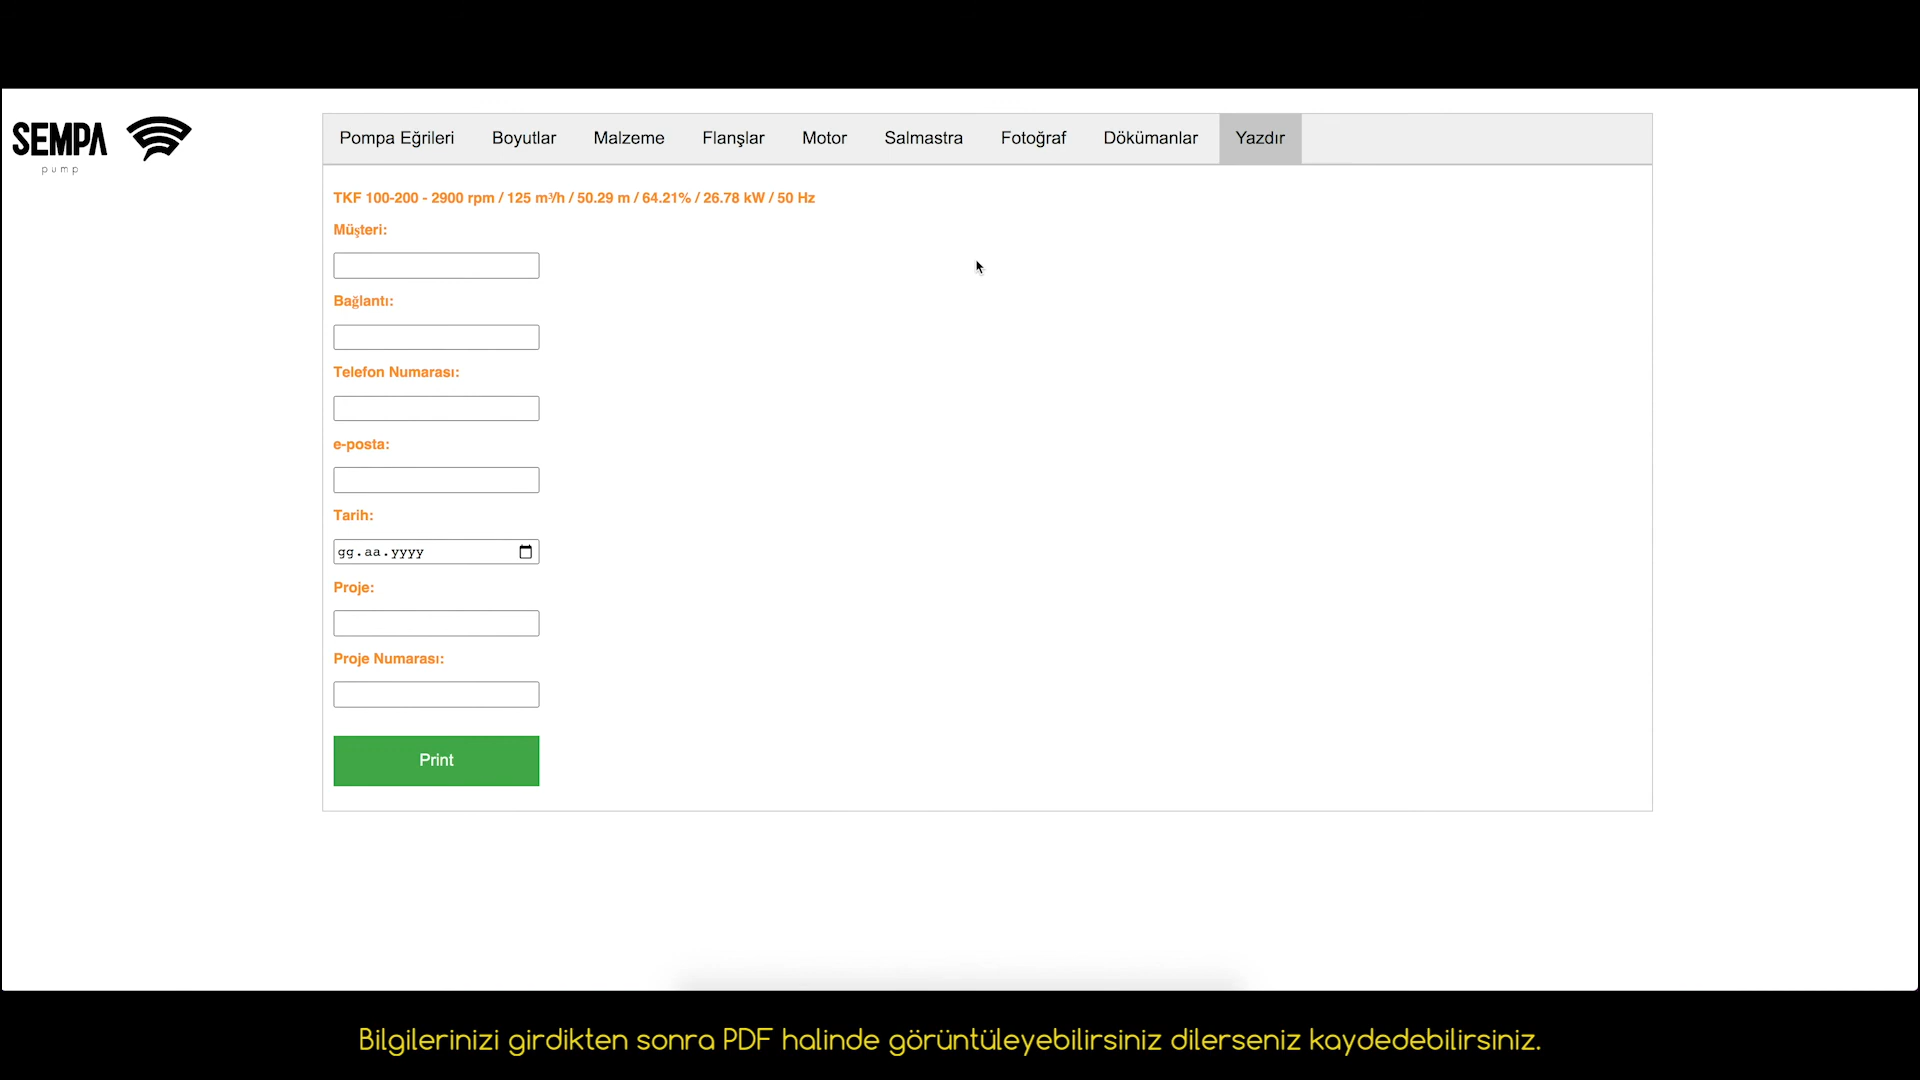 SEMPA
pump
Pompa Eğrileri Boyutlar Malzeme Flanşlar Motor Salmastra Fotoğraf Dökümanlar Yazdır
TKF 100-200 - 2900 rpm / 125 m³/h / 50.29 m / 64.21% / 26.78 kW / 50 Hz
Müşteri:
Bağlantı:
Telefon Numarası:
e-posta:
Tarih:
gg.aa.yyyy
Proje:
Proje Numarası:
Print
Bilgilerinizi girdikten sonra PDF halinde görüntüleyebilirsiniz dilerseniz kaydedebilirsiniz.